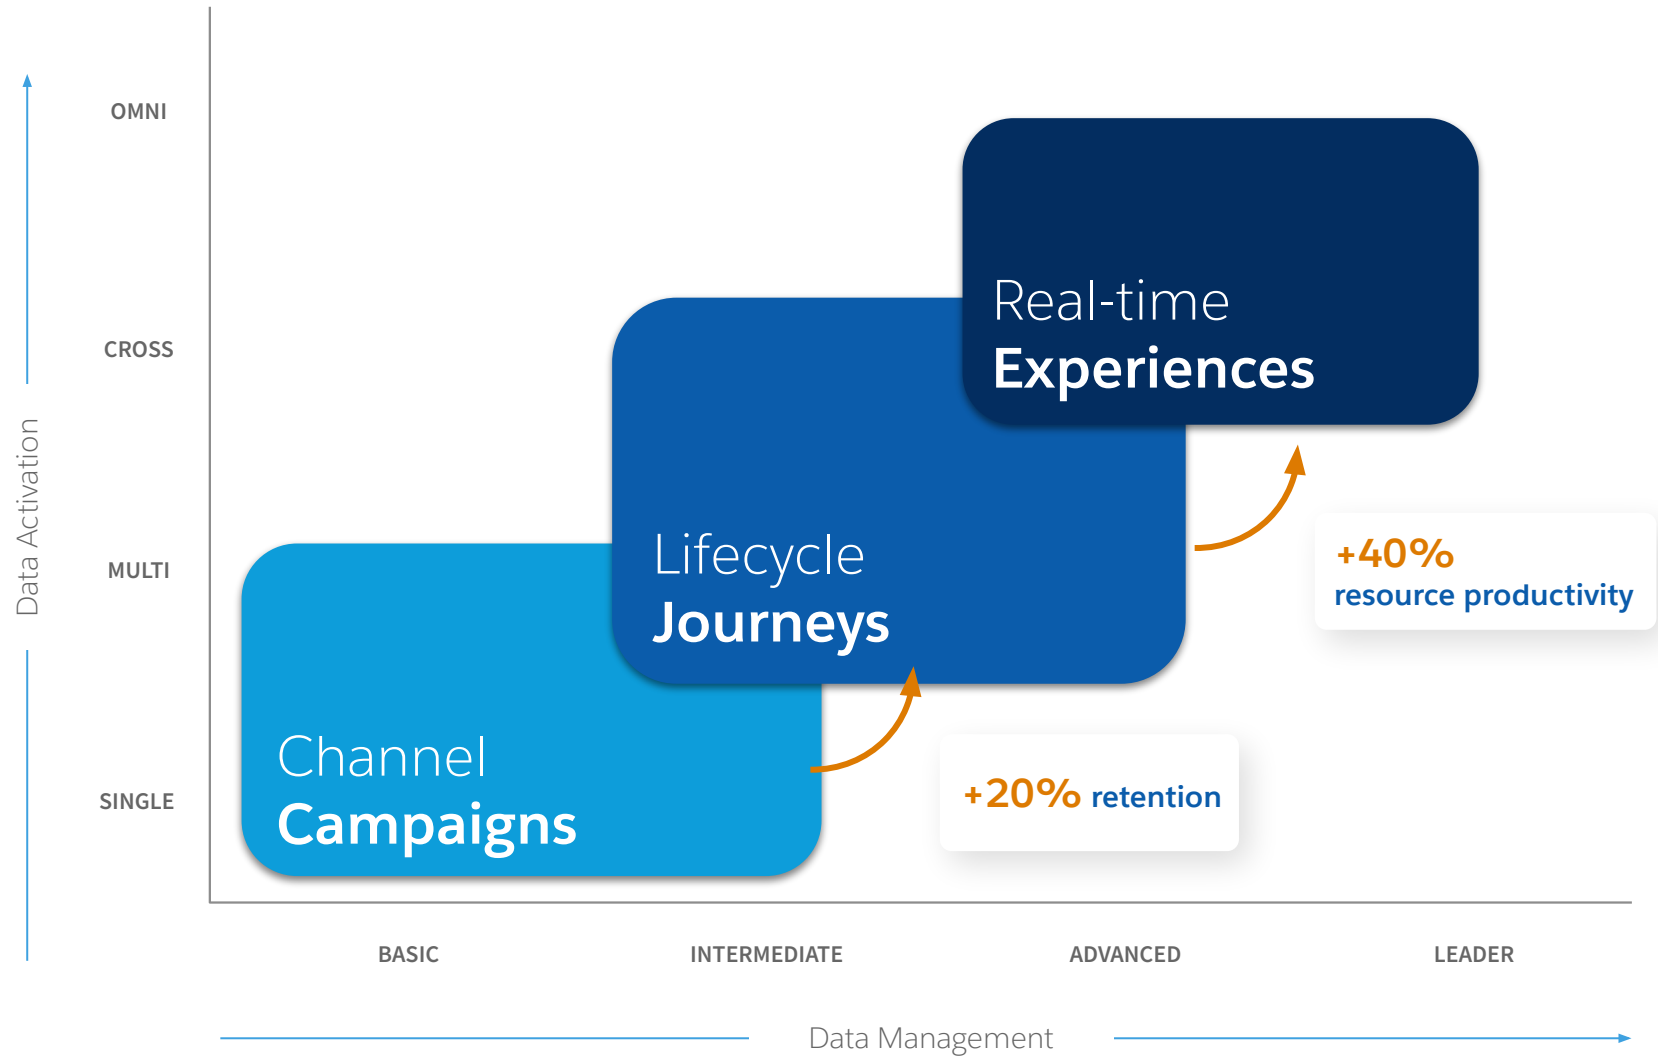 OMNI
CROSS
MULTI
SINGLE
Data Activation
Real-time
Experiences
Lifecycle
Journeys
Channel
Campaigns
+40%
resource productivity
+20% retention
BASIC
INTERMEDIATE
ADVANCED
LEADER
Data Management